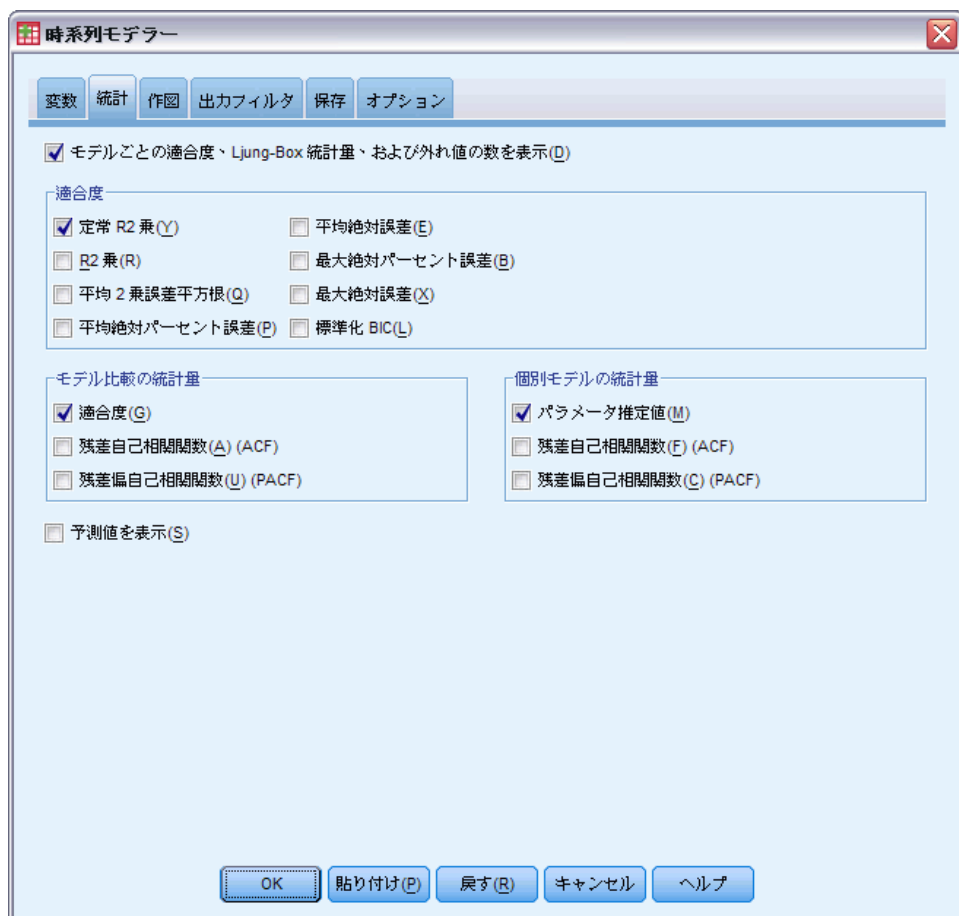 時系列モデラー
変数 統計 作図 出力フィルタ 保存 オプション
モデルごとの適合度、Ljung-Box 統計量、および外れ値の数を表示(D)
適合度
定常 R2 乗(Y) 平均絶対誤差(E)
R2 乗(R) 最大絶対パーセント誤差(B)
平均 2 乗誤差平方根(Q) 最大絶対誤差(X)
平均絶対パーセント誤差(P) 標準化 BIC(L)
モデル比較の統計量 個別モデルの統計量
適合度(G) パラメータ推定値(M)
残差自己相関関数(A) (ACF) 残差自己相関関数(F) (ACF)
残差偏自己相関関数(U) (PACF) 残差偏自己相関関数(C) (PACF)
予測値を表示(S)
OK 貼り付け(P) 戻す(R) キャンセル ヘルプ